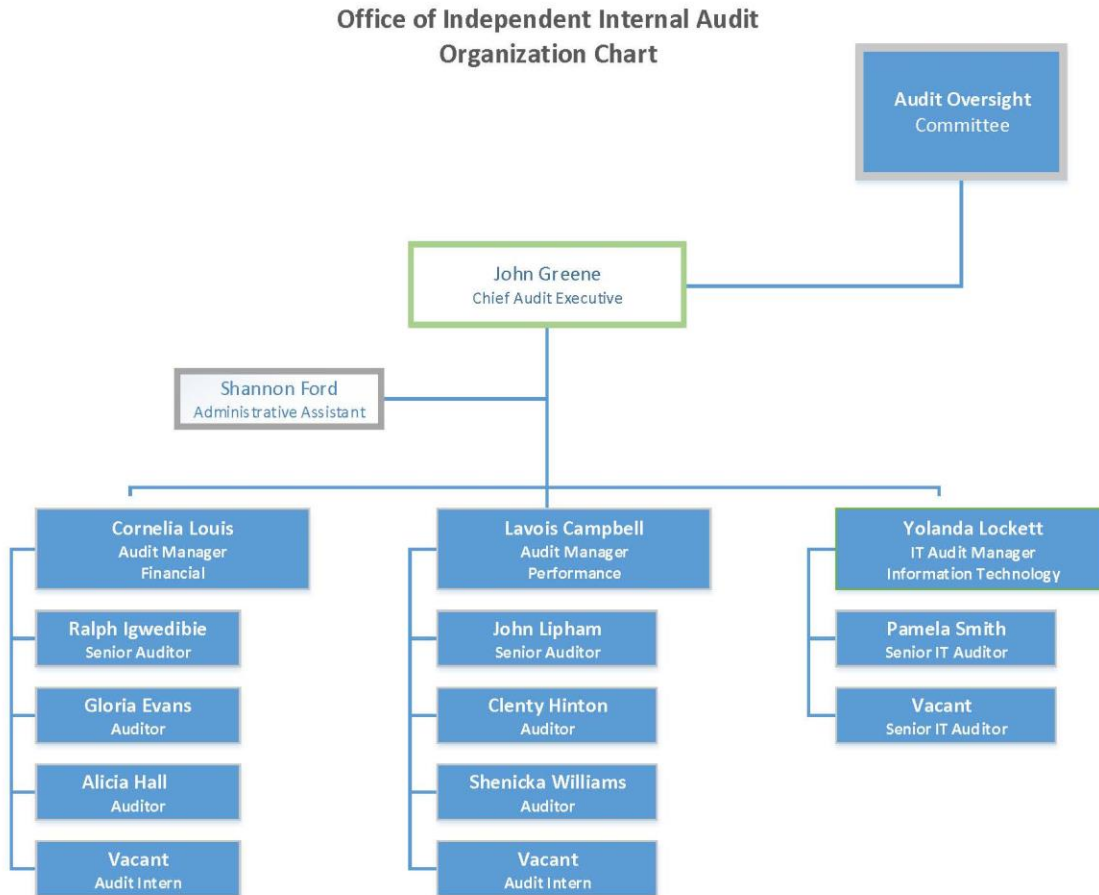 Office of Independent Internal Audit
Organization Chart
Audit Oversight
Committee
John Greene
Chief Audit Executive
Shannon Ford
Administrative Assistant
Cornelia Louis
Audit Manager
Financial
Ralph Igwedibie
Senior Auditor
Gloria Evans
Auditor
Alicia Hall
Auditor
Vacant
Audit Intern
Lavois Campbell
Audit Manager
Performance
John Lipham
Senior Auditor
Clenty Hinton
Auditor
Shenicka Williams
Auditor
Vacant
Audit Intern
Yolanda Lockett
IT Audit Manager
Information Technology
Pamela Smith
Senior IT Auditor
Vacant
Senior IT Auditor